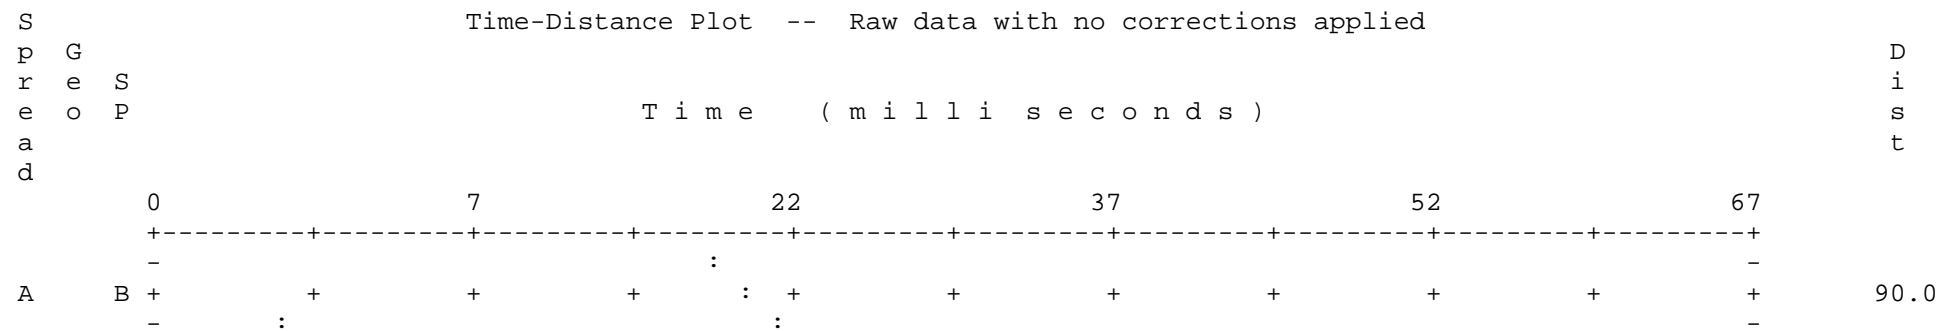 S                           Time-Distance Plot  --  Raw data with no corrections applied
p  G                                                                                                                 D
r  e  S                                                                                                              i
e  o  P                                T i m e    ( m i l l i  s e c o n d s )                                       s
a                                                                                                                    t
d
        0                   7                  22                  37                  52                  67
        +---------+---------+---------+---------+---------+---------+---------+---------+---------+---------+
        -                                  :                                                                -
A     B +         +         +         +      :  +         +         +         +         +         +         +       90.0
        -       :                              :                                                            -